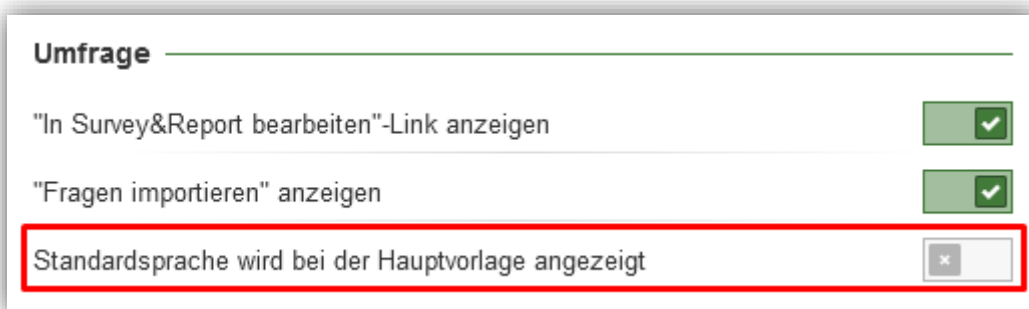 Umfrage
"In Survey&Report bearbeiten"-Link anzeigen
"Fragen importieren" anzeigen
Standardsprache wird bei der Hauptvorlage angezeigt